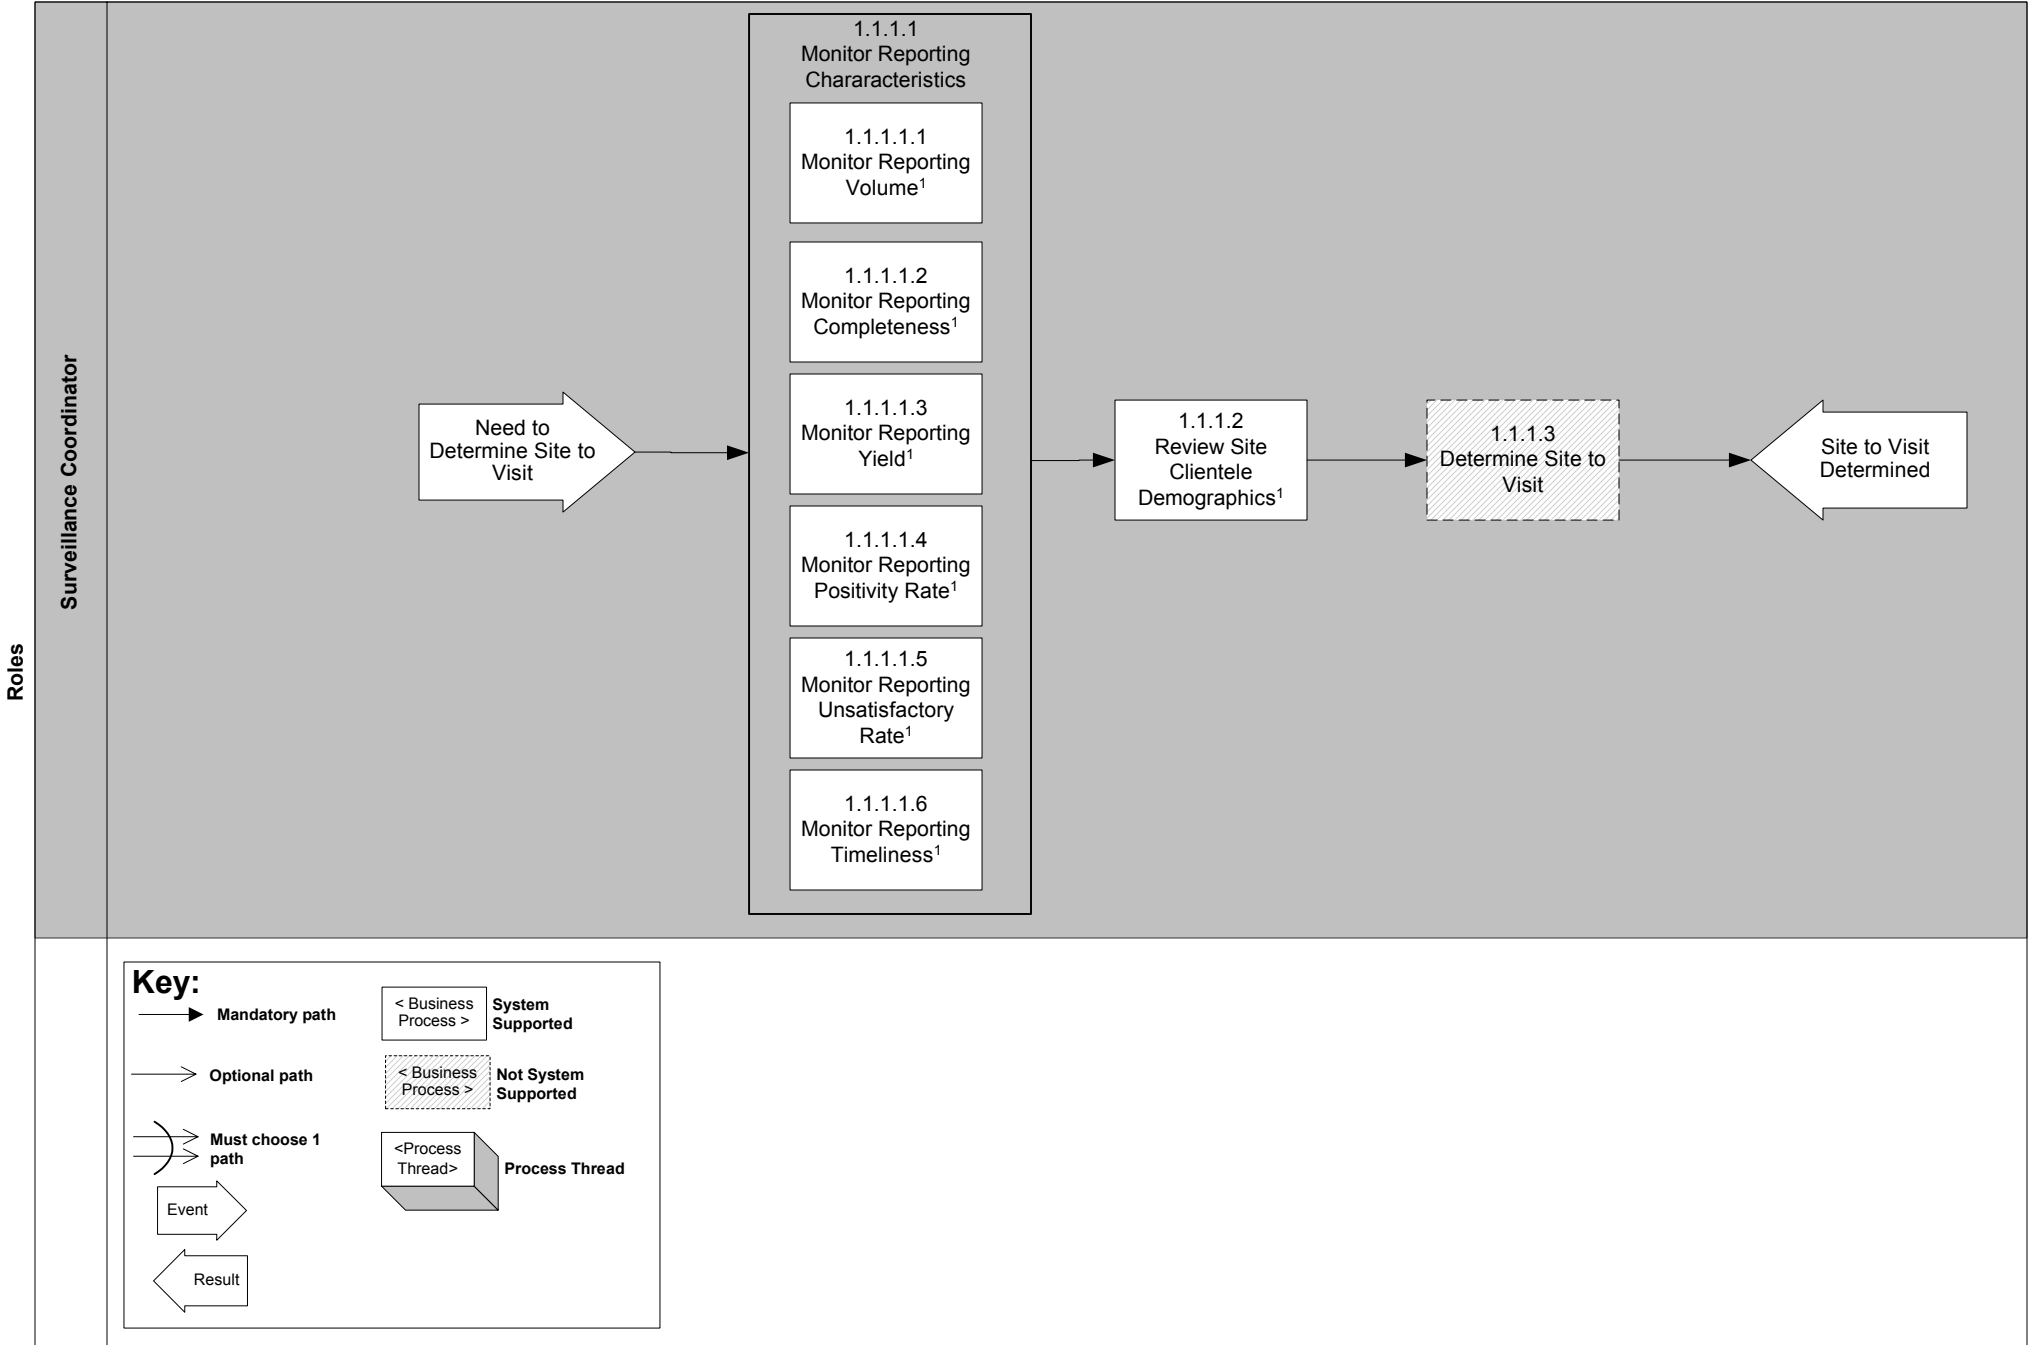 Roles
Surveillance Coordinator
Need to
Determine Site to
Visit
1.1.1.1
Monitor Reporting
Chararacteristics
1.1.1.1.1
Monitor Reporting
Volume¹
1.1.1.1.2
Monitor Reporting
Completeness¹
1.1.1.1.3
Monitor Reporting
Yield¹
1.1.1.1.4
Monitor Reporting
Positivity Rate¹
1.1.1.1.5
Monitor Reporting
Unsatisfactory
Rate¹
1.1.1.1.6
Monitor Reporting
Timeliness¹
1.1.1.2
Review Site
Clientele
Demographics¹
1.1.1.3
Determine Site to
Visit
Site to Visit
Determined
Key:
Mandatory path
Optional path
Must choose 1
path
Event
Result
< Business
Process >
System
Supported
< Business
Process >
Not System
Supported
<Process
Thread>
Process Thread